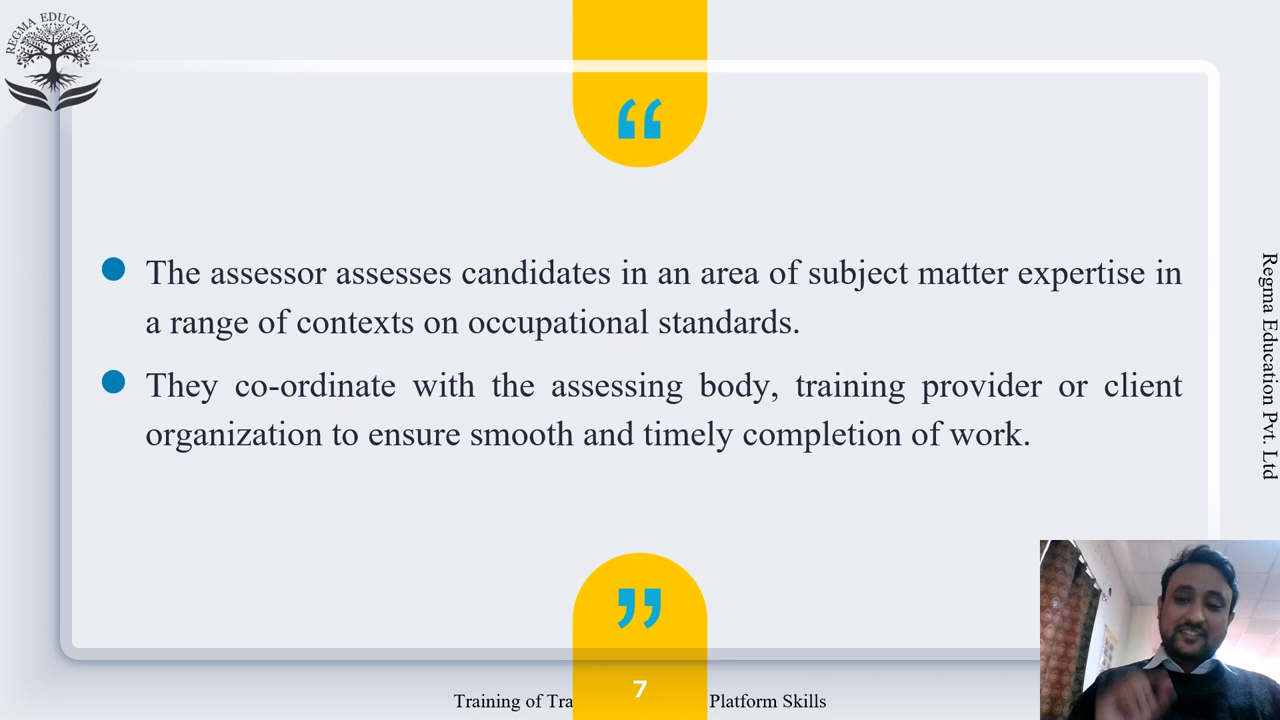 REGMA EDUCATION
“
The assessor assesses candidates in an area of subject matter expertise in
a range of contexts on occupational standards.
They co-ordinate with the assessing body, training provider or client
organization to ensure smooth and timely completion of work.
”
7
Training of Tra Platform Skills
Regma Education Pvt. Ltd